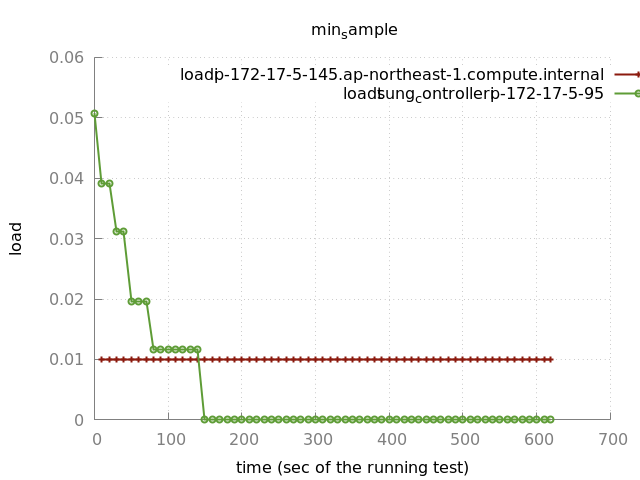 min_sample
load
0.06
0.05
0.04
0.03
0.02
0.01
0
load:ip-172-17-5-145.ap-northeast-1.compute.internal
load:tsung_controller@ip-172-17-5-95
0 100 200 300 400 500 600 700
time (sec of the running test)